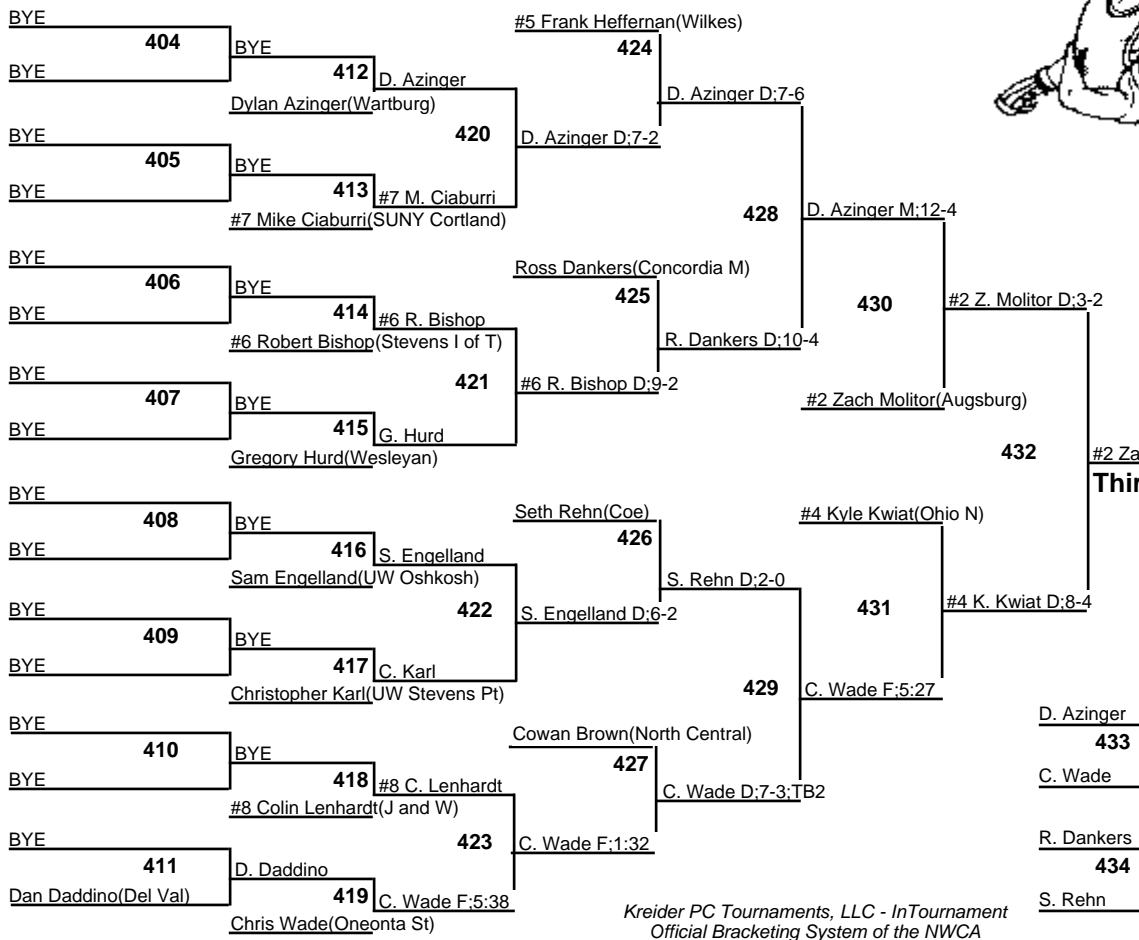 BYE
404
BYE
BYE
412
D. Azinger
Dylan Azinger(Wartburg)
BYE
405
BYE
BYE
413
#7 M. Ciaburri
#7 Mike Ciaburri(SUNY Cortland)
420
D. Azinger D;7-2
#5 Frank Heffernan(Wilkes)
424
D. Azinger D;7-6
BYE
406
BYE
BYE
414
#6 R. Bishop
#6 Robert Bishop(Stevens I of T)
BYE
407
BYE
BYE
415
G. Hurd
Gregory Hurd(Wesleyan)
421
#6 R. Bishop D;9-2
Ross Dankers(Concordia M)
425
R. Dankers D;10-4
428
D. Azinger M;12-4
430
#2 Z. Molitor D;3-2
#2 Zach Molitor(Augsburg)
432
#2 Za
Thir
BYE
408
BYE
BYE
416
S. Engelland
Sam Engelland(UW Oshkosh)
BYE
409
BYE
BYE
417
C. Karl
Christopher Karl(UW Stevens Pt)
422
S. Engelland D;6-2
Seth Rehn(Coe)
426
S. Rehn D;2-0
#4 Kyle Kwiat(Ohio N)
431
#4 K. Kwiat D;8-4
429
C. Wade F;5:27
BYE
410
BYE
BYE
418
#8 C. Lenhardt
#8 Colin Lenhardt(J and W)
BYE
411
Dan Daddino(Del Val)
D. Daddino
419
C. Wade F;5:38
Chris Wade(Oneonta St)
423
C. Wade F;1:32
Cowan Brown(North Central)
427
C. Wade D;7-3;TB2
D. Azinger
433
C. Wade
R. Dankers
434
S. Rehn
Kreider PC Tournaments, LLC - InTournament
Official Bracketing System of the NWCA